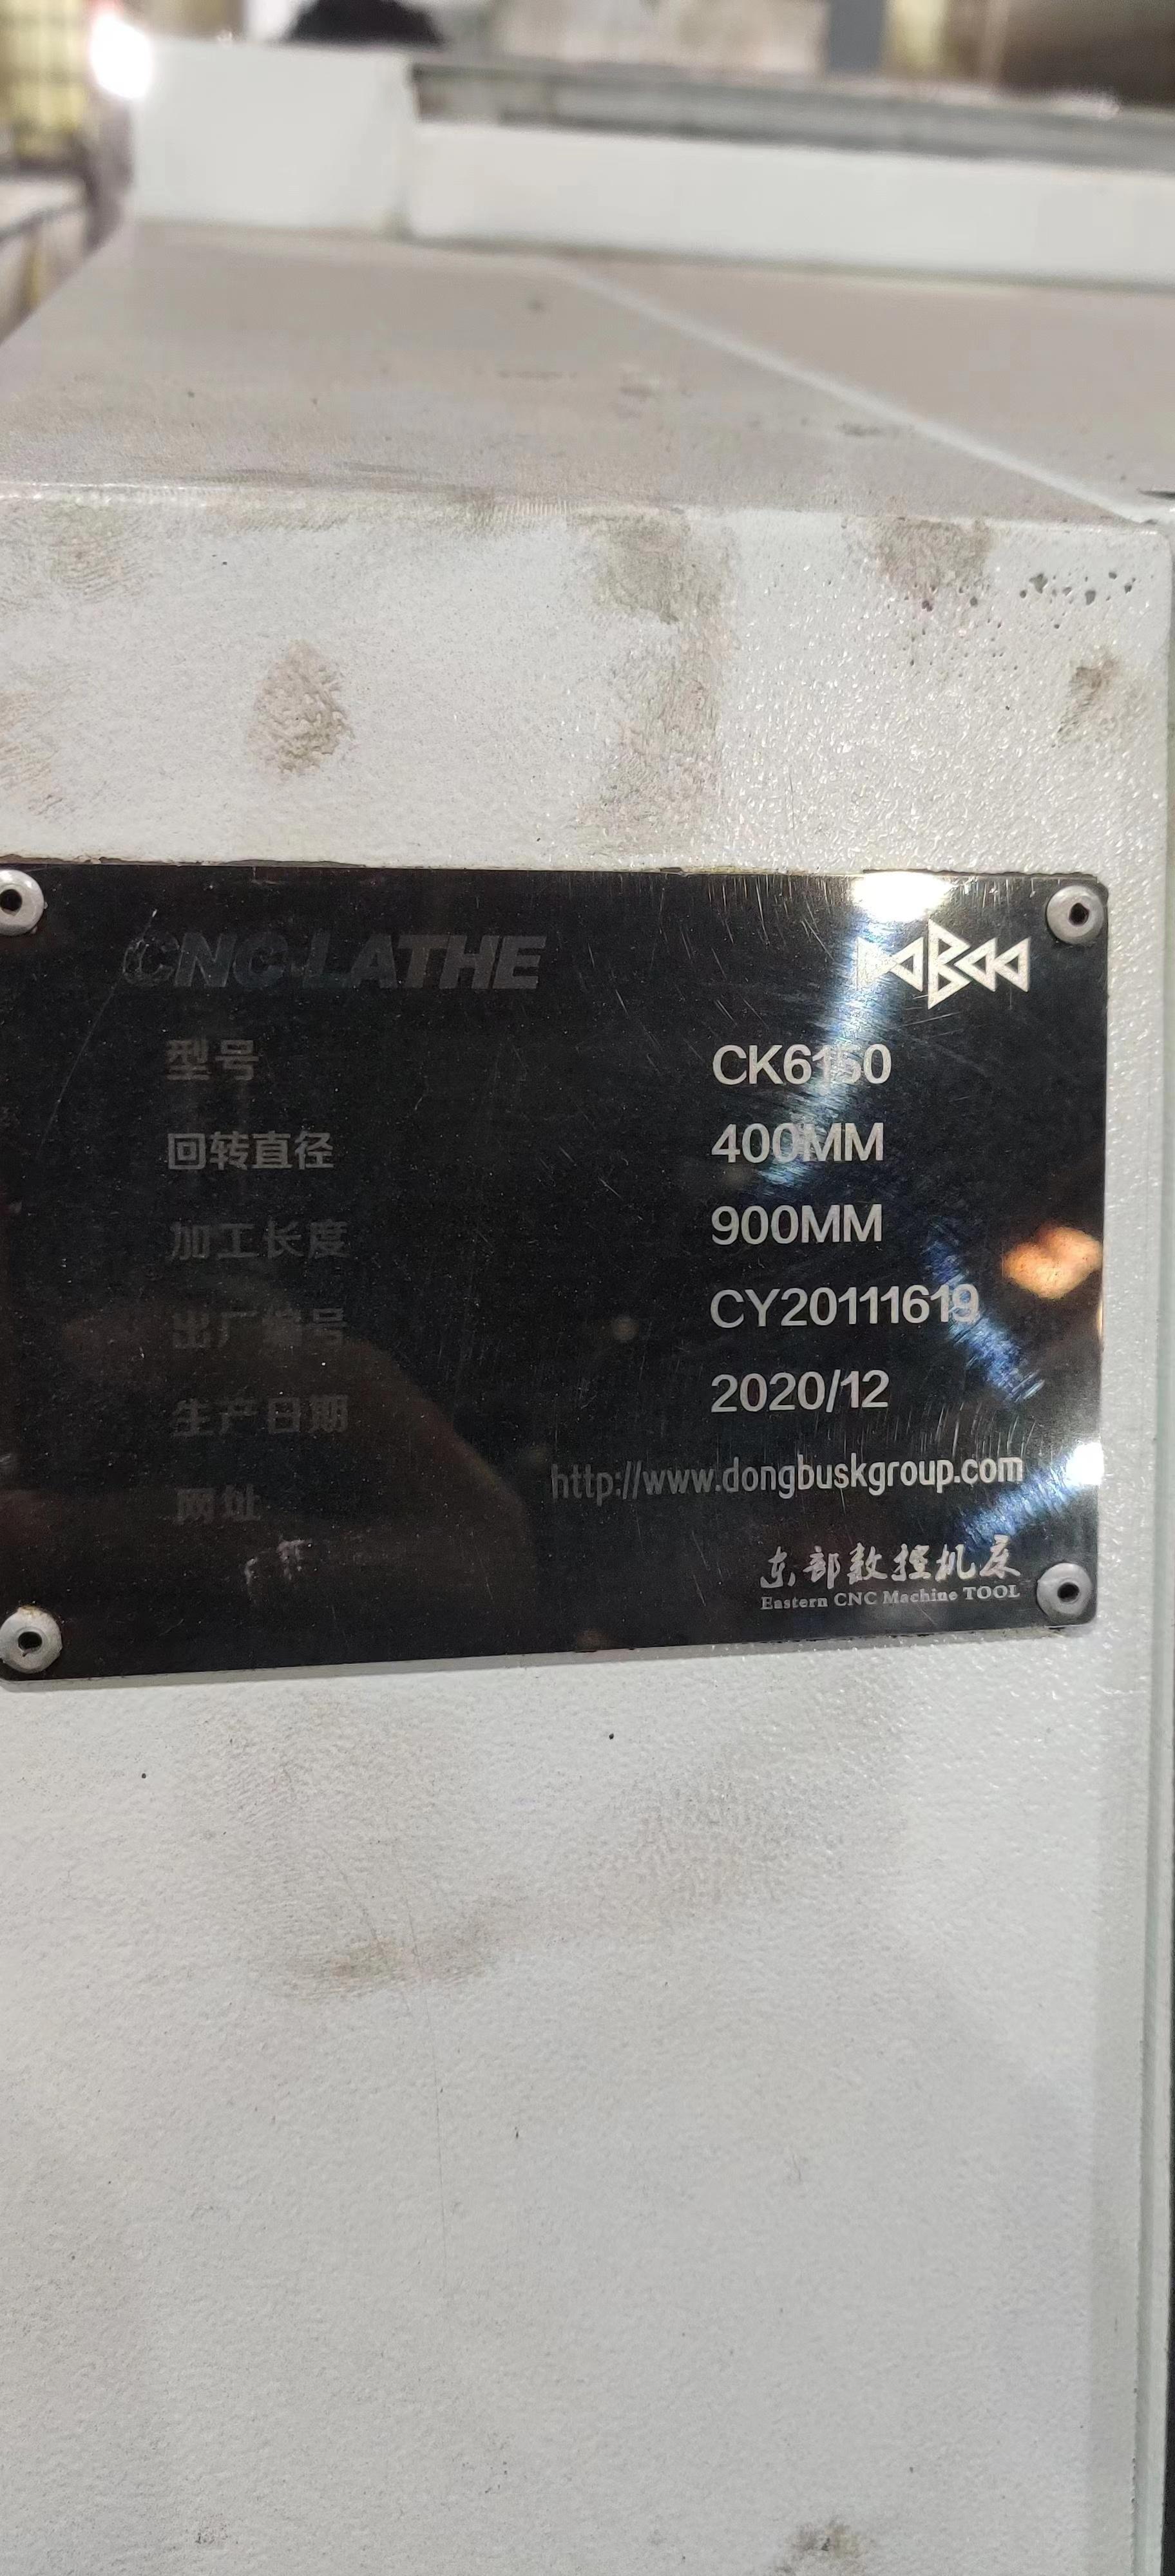 CNC LATHE
型号 CK6150
回转直径 400MM
加工长度 900MM
出厂编号 CY20111619
生产日期 2020/12
网址 http://www.dongbuskgroup.com
东部数控机床
Eastern CNC Machine TOOL